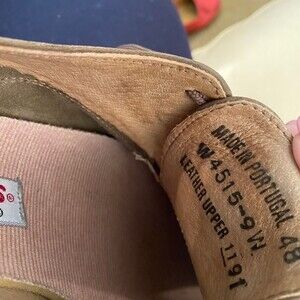 MADE IN PORTUGAL 48
W 4515-9 W.
LEATHER UPPER 1191
S